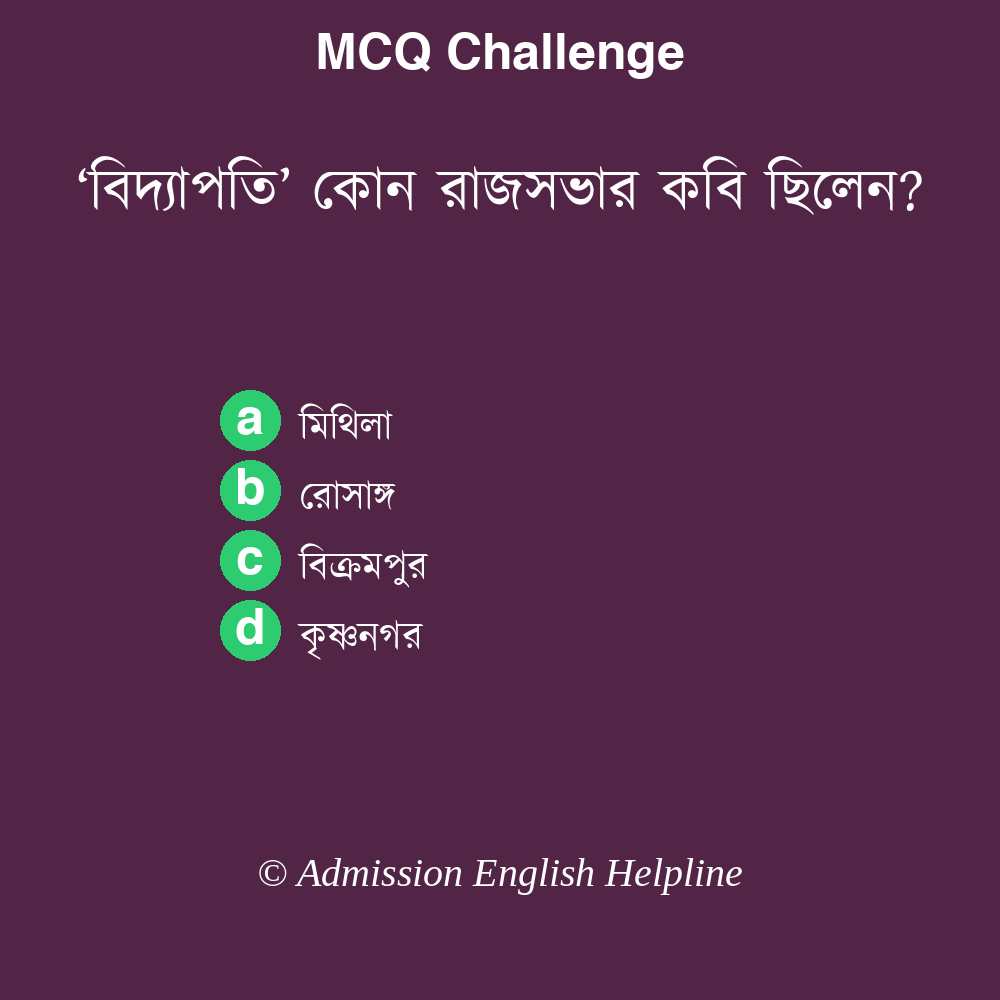 MCQ Challenge
‘বিদ্যাপতি’ কোন রাজসভার কবি ছিলেন?
a মিথিলা
b রোসাঙ্গ
c বিক্রমপুর
d কৃষ্ণনগর
© Admission English Helpline